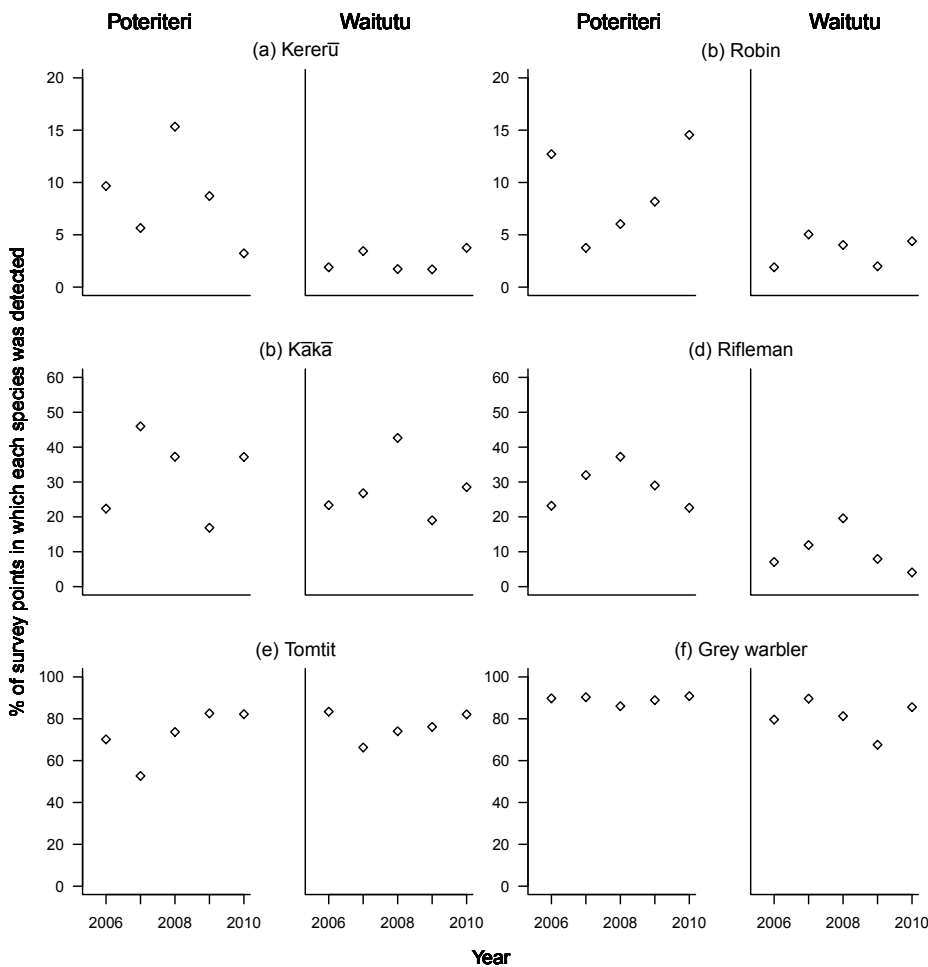 Poteriteri Waitutu Poteriteri Waitutu
(a) Kererū (b) Robin
20 20
15 15
10 10
5 5
0 0
(b) Kākā (d) Rifleman
60 60
50 50
40 40
30 30
20 20
10 10
0 0
% of survey points in which each species was detected
(e) Tomtit (f) Grey warbler
100 100
80 80
60 60
40 40
20 20
0 0
2006 2008 2010 2006 2008 2010 2006 2008 2010 2006 2008 2010
Year